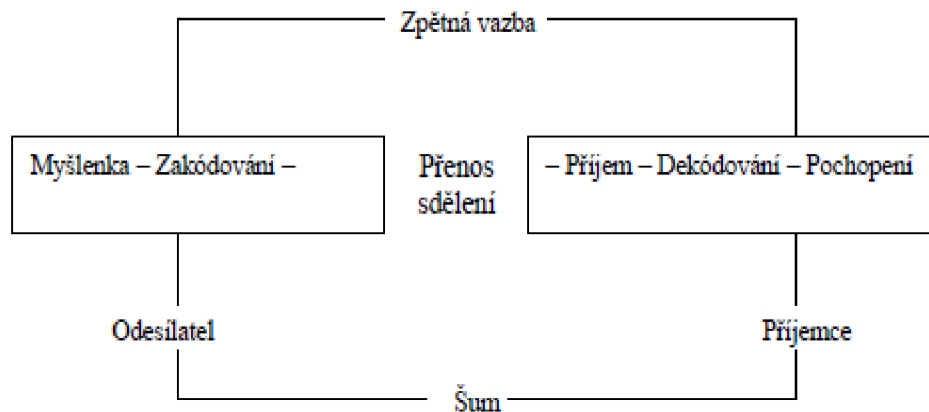 Zpětná vazba
Myšlenka – Zakódování –
Přenos
sdělení
– Příjem – Dekódování – Pochopení
Odesílatel
Příjemce
Šum